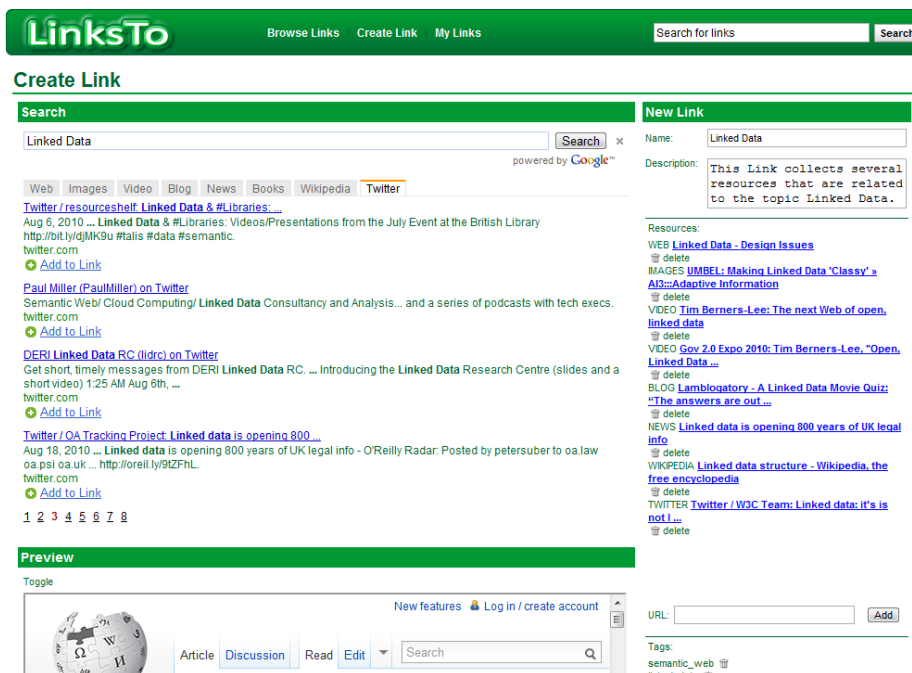 LinksTo
Browse Links Create Link My Links
Search for links
Search
Create Link
Search
Linked Data
Search ×
powered by Google™
Web Images Video Blog News Books Wikipedia Twitter
Twitter / resourceshelf: Linked Data & #Libraries: ...
Aug 6, 2010 ... Linked Data & #Libraries: Videos/Presentations from the July Event at the British Library
http://bit.ly/djMK9u #talis #data #semantic.
twitter.com
Add to Link
Paul Miller (PaulMiller) on Twitter
Semantic Web/ Cloud Computing/ Linked Data Consultancy and Analysis... and a series of podcasts with tech execs.
twitter.com
Add to Link
DERI Linked Data RC (lidrc) on Twitter
Get short, timely messages from DERI Linked Data RC. ... Introducing the Linked Data Research Centre (slides and a
short video) 1:25 AM Aug 6th, ...
twitter.com
Add to Link
Twitter / OA Tracking Project: Linked data is opening 800 ...
Aug 18, 2010 ... Linked data is opening 800 years of UK legal info - O'Reilly Radar: Posted by petersuber to oa.law
oa.psi oa.uk ... http://oreil.ly/9tZFhL.
twitter.com
Add to Link
1 2 3 4 5 6 7 8
Preview
Toggle
New features Log in / create account
Article Discussion Read Edit Search
Ω W И
New Link
Name: Linked Data
Description: This Link collects several
resources that are related
to the topic Linked Data.
Resources:
WEB Linked Data - Design Issues
delete
IMAGES UMBEL: Making Linked Data 'Classy' »
AI3:::Adaptive Information
delete
VIDEO Tim Berners-Lee: The next Web of open,
linked data
delete
VIDEO Gov 2.0 Expo 2010: Tim Berners-Lee, "Open,
Linked Data ...
delete
BLOG Lamblogatory - A Linked Data Movie Quiz:
“The answers are out ...
delete
NEWS Linked data is opening 800 years of UK legal
info
delete
WIKIPEDIA Linked data structure - Wikipedia, the
free encyclopedia
delete
TWITTER Twitter / W3C Team: Linked data: it's is
not l ...
delete
URL: Add
Tags:
semantic_web